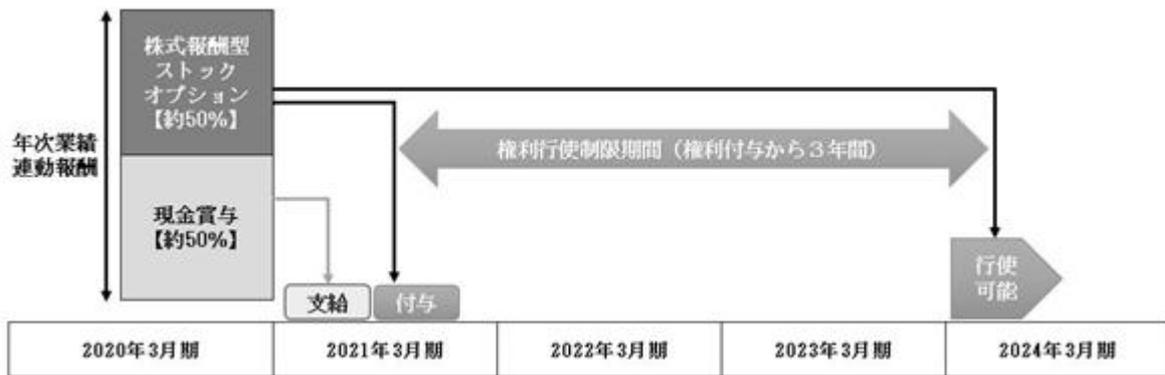 株式報酬型
ストック
オプション
【約50%】
年次業績
連動報酬
権利行使制限期間（権利付与から３年間）
現金賞与
【約50%】
行使
可能
支給
付与
2020年3月期
2021年3月期
2022年3月期
2023年3月期
2024年3月期